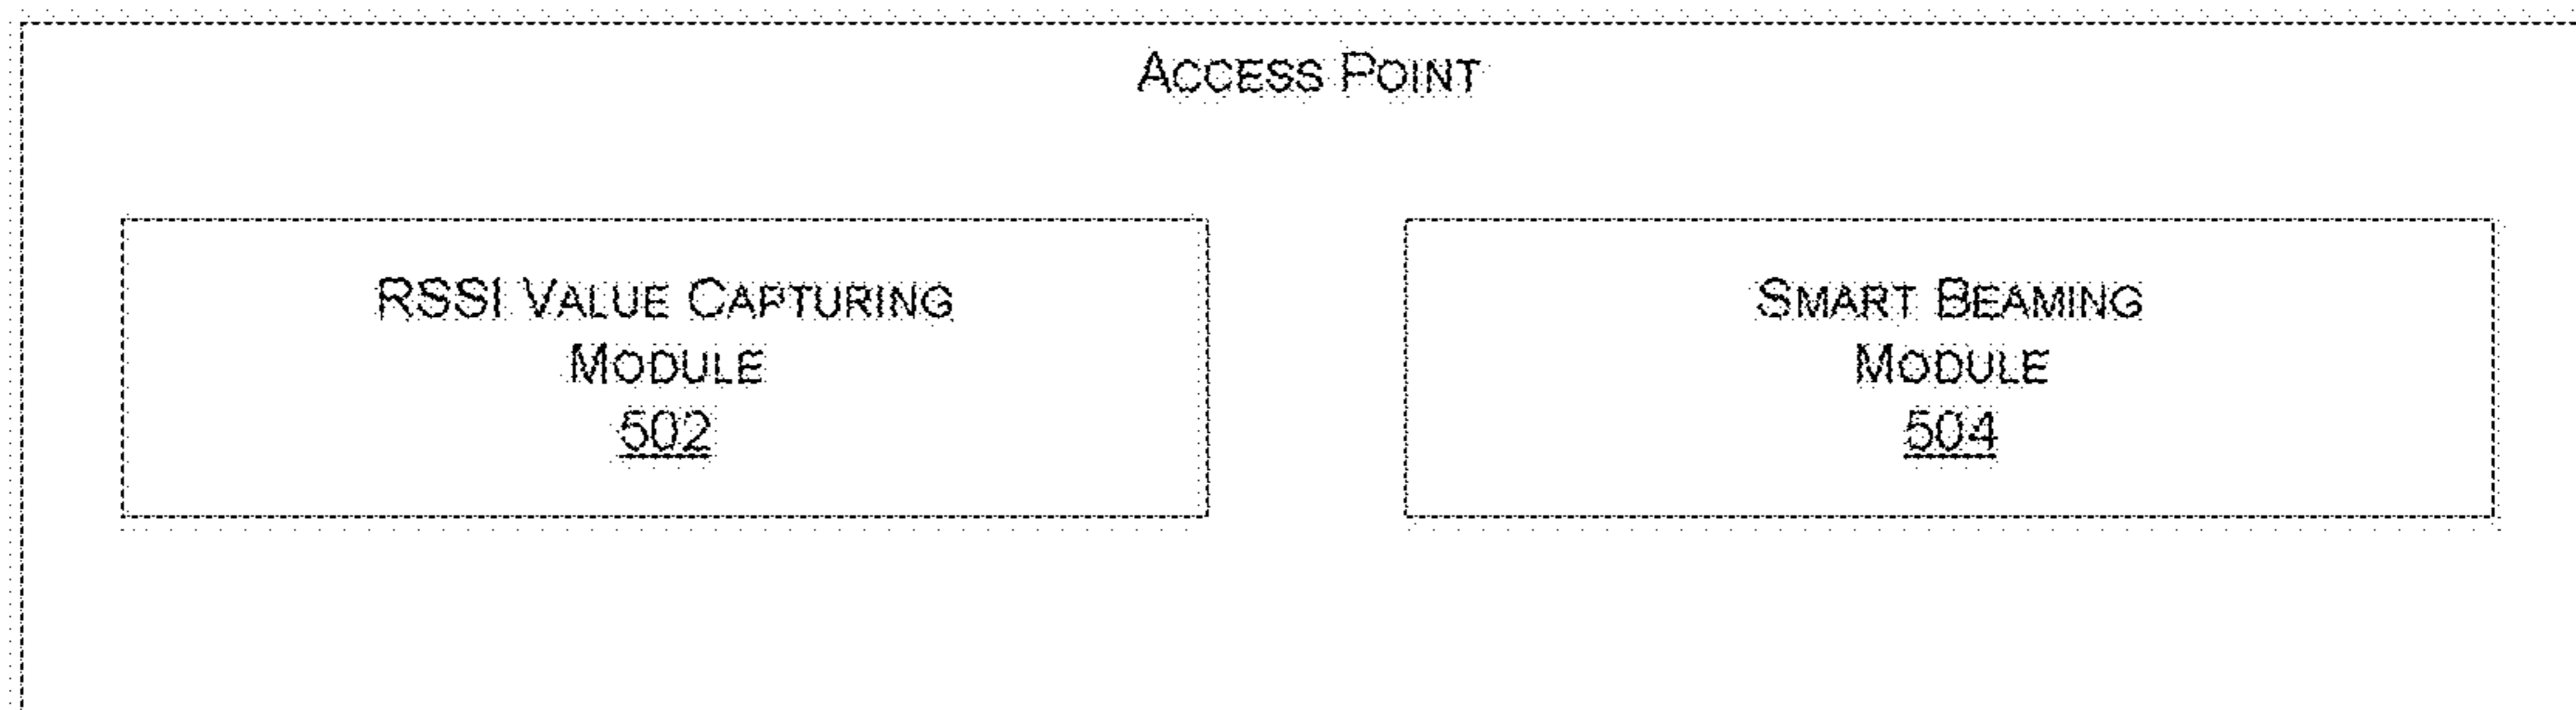 ACCESS POINT
RSSI VALUE CAPTURING
MODULE
502
SMART BEAMING
MODULE
504